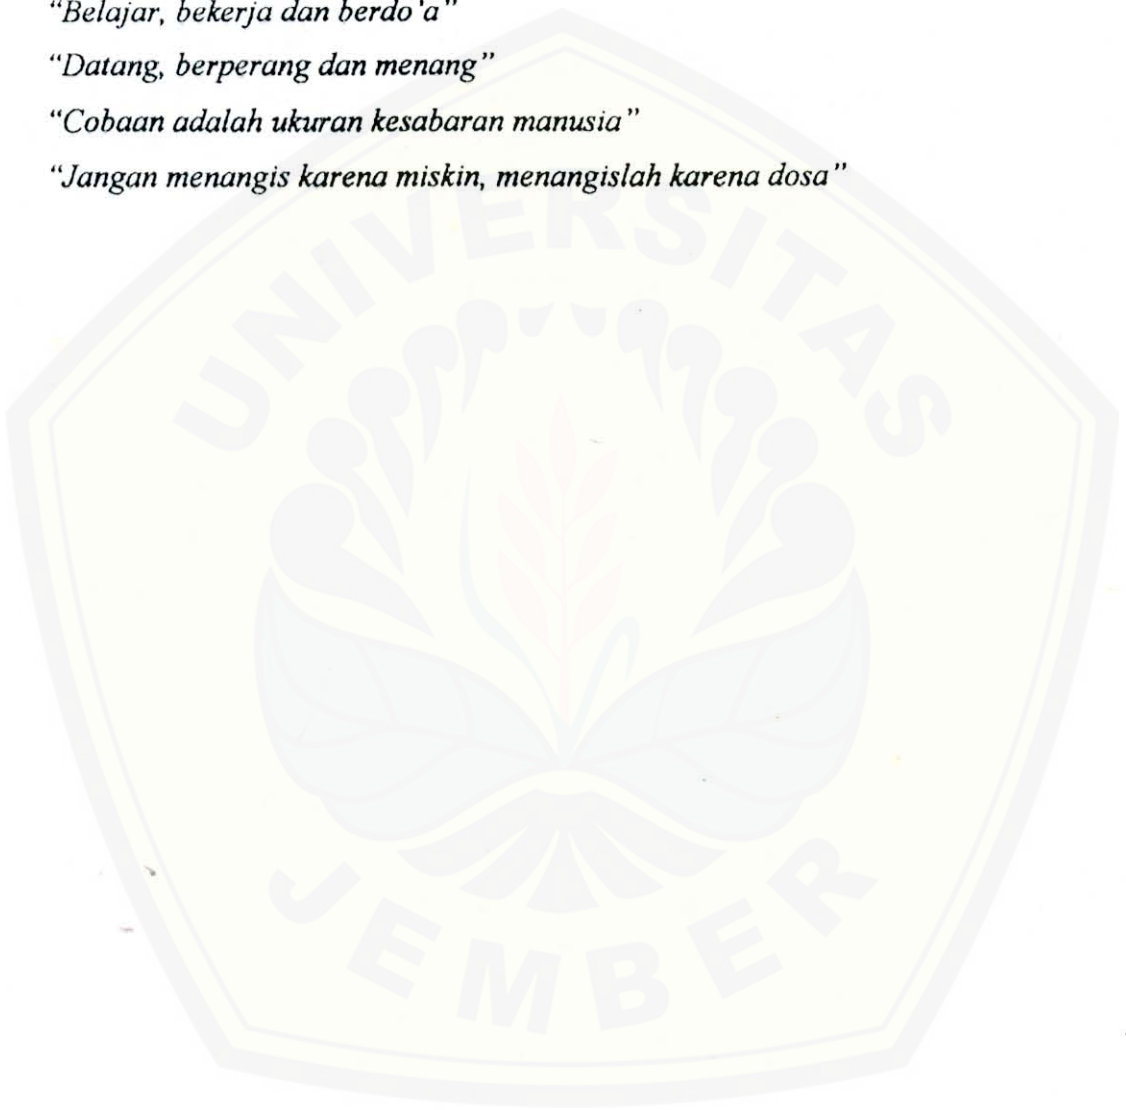 “Belajar, bekerja dan berdo'a”
“Datang, berperang dan menang”
“Cobaan adalah ukuran kesabaran manusia”
“Jangan menangis karena miskin, menangislah karena dosa”
UNIVERSITAS
JEMBER